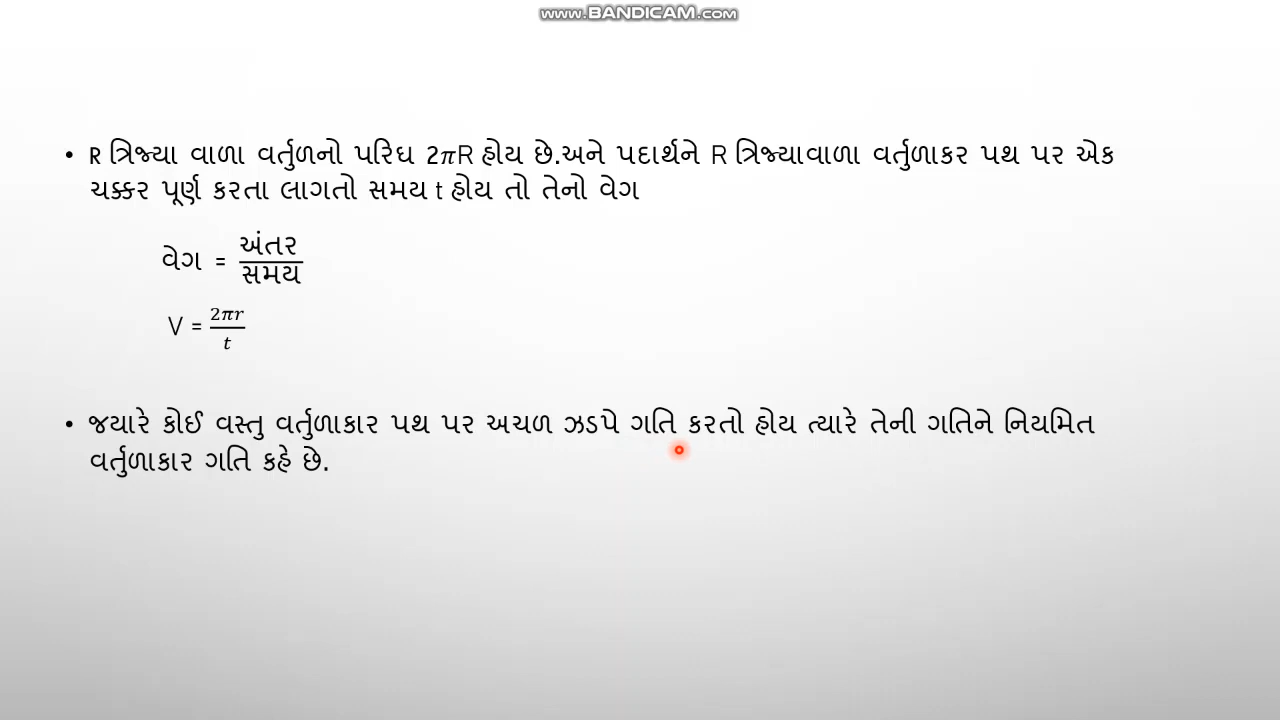 www.BANDICAM.com
• R ત્રિજ્યા વાળા વર્તુળનો પરિઘ 2𝜋R હોય છે.અને પદાર્થને R ત્રિજ્યાવાળા વર્તુળાકર પથ પર એક
ચક્કર પૂર્ણ કરતા લાગતો સમય t હોય તો તેનો વેગ
વેગ = અંતર/સમય
V = 2𝜋r/t
• જયારે કોઈ વસ્તુ વર્તુળાકાર પથ પર અચળ ઝડપે ગતિ કરતો હોય ત્યારે તેની ગતિને નિયમિત
વર્તુળાકાર ગતિ કહે છે.